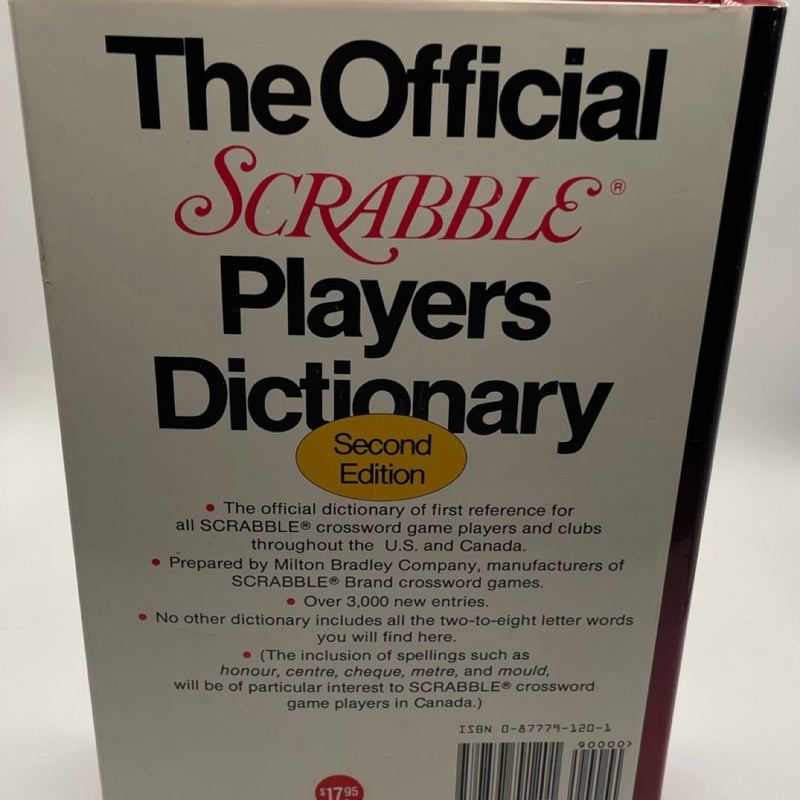 The Official
SCRABBLE®
Players
Dictionary
Second
Edition
• The official dictionary of first reference for
all SCRABBLE® crossword game players and clubs
throughout the U.S. and Canada.
• Prepared by Milton Bradley Company, manufacturers of
SCRABBLE® Brand crossword games.
• Over 3,000 new entries.
• No other dictionary includes all the two-to-eight letter words
you will find here.
• (The inclusion of spellings such as
honour, centre, cheque, metre, and mould,
will be of particular interest to SCRABBLE® crossword
game players in Canada.)
ISBN 0-87779-120-1
90000>
$17.95